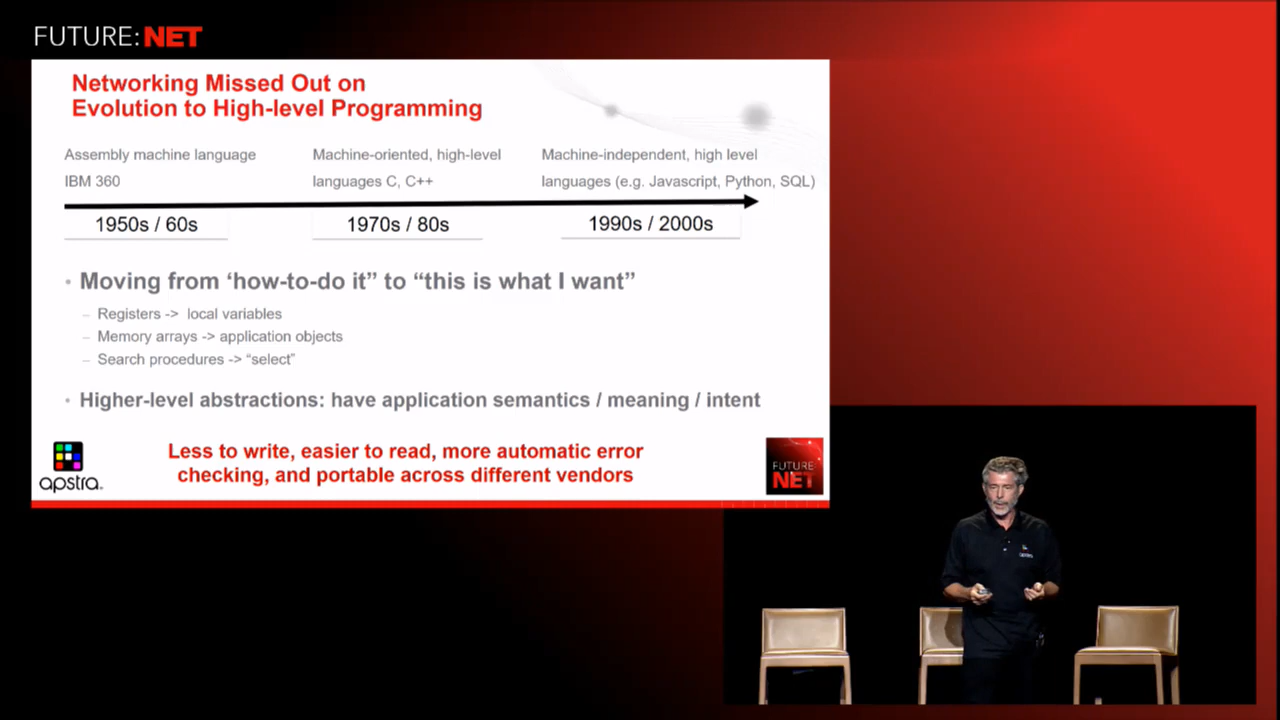 FUTURE:NET
Networking Missed Out on
Evolution to High-level Programming
Assembly machine language
IBM 360
Machine-oriented, high-level
languages C, C++
Machine-independent, high level
languages (e.g. Javascript, Python, SQL)
1950s / 60s
1970s / 80s
1990s / 2000s
• Moving from ‘how-to-do it” to “this is what I want”
– Registers -> local variables
– Memory arrays -> application objects
– Search procedures -> “select”
• Higher-level abstractions: have application semantics / meaning / intent
Less to write, easier to read, more automatic error
checking, and portable across different vendors
apstra.
FUTURE:
NET